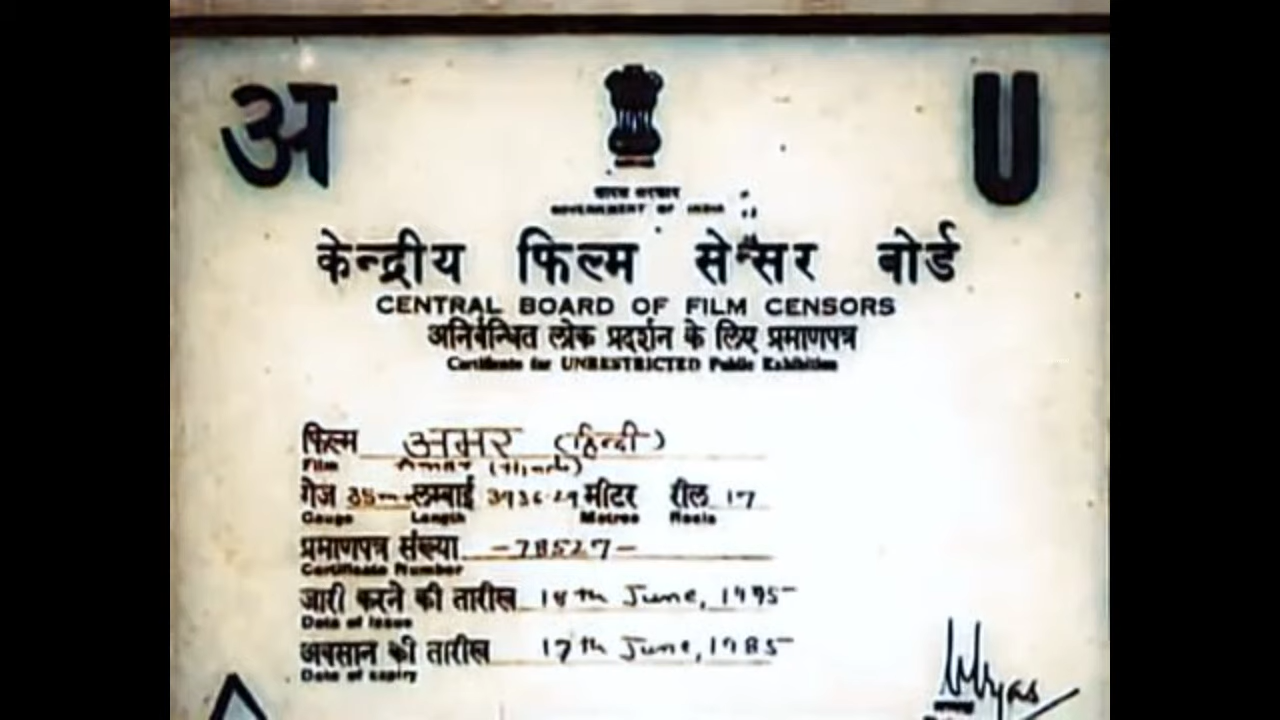 अ U
भारत सरकार
GOVERNMENT OF INDIA
केन्द्रीय फिल्म सेन्सर बोर्ड
CENTRAL BOARD OF FILM CENSORS
अनिर्बन्धित लोक प्रदर्शन के लिए प्रमाणपत्र
Certificate for UNRESTRICTED Public Exhibition
फिल्म अमर (हिन्दी)
Film Amar (Hindi)
गेज 35 लम्बाई मीटर रील 17
Gauge Length Metres Reels
प्रमाणपत्र संख्या -78527-
Certificate Number
जारी करने की तारीख June,
Date of Issue
अवसान की तारीख 17th June, 1985
Date of expiry